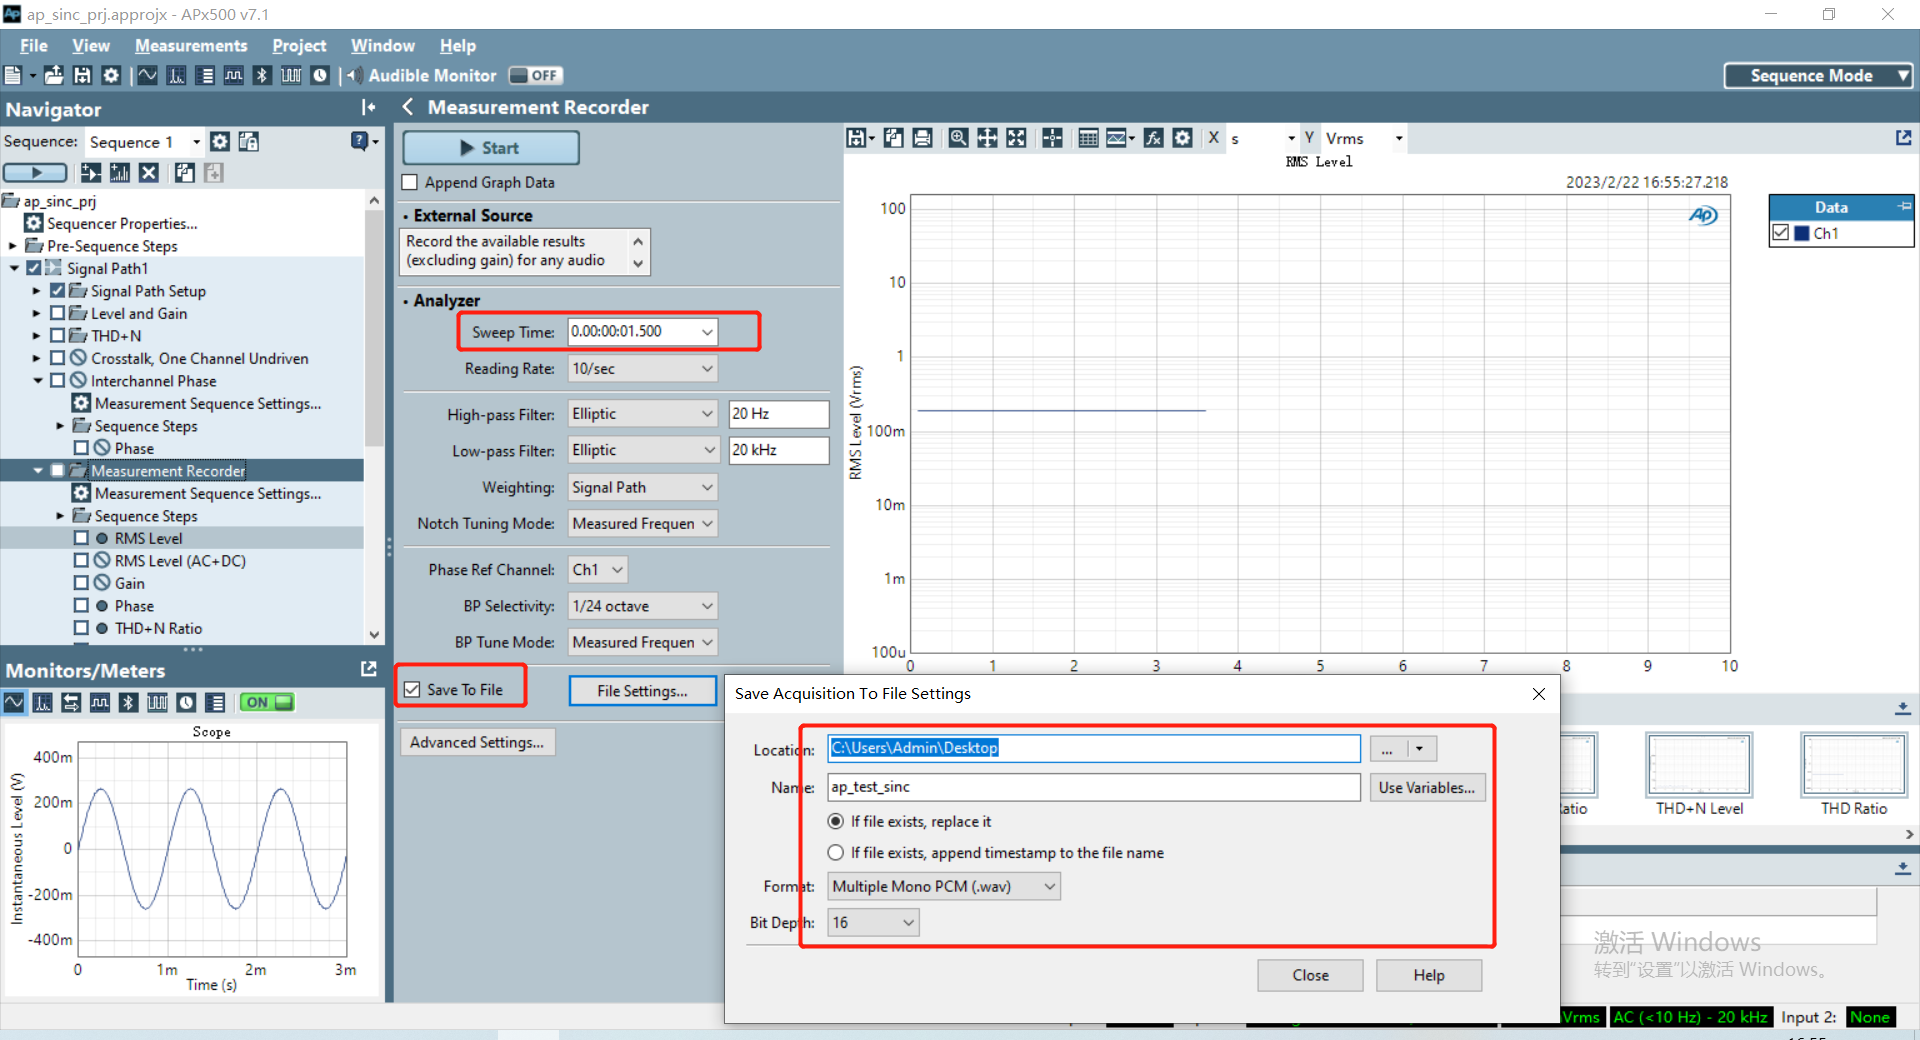 ap_sinc_prj.approjx - APx500 v7.1
File View Measurements Project Window Help
Audible Monitor OFF
Sequence Mode
Navigator
Sequence: Sequence 1
ap_sinc_prj
Sequencer Properties...
Pre-Sequence Steps
Signal Path1
Signal Path Setup
Level and Gain
THD+N
Crosstalk, One Channel Undriven
Interchannel Phase
Measurement Sequence Settings...
Sequence Steps
Phase
Measurement Recorder
Measurement Sequence Settings...
Sequence Steps
RMS Level
RMS Level (AC+DC)
Gain
Phase
THD+N Ratio
Monitors/Meters
ON
Scope
Instantaneous Level (V)
400m
200m
0
-200m
-400m
0 1m 2m 3m
Time (s)
Measurement Recorder
Start
Append Graph Data
External Source
Record the available results
(excluding gain) for any audio
Analyzer
Sweep Time: 0.00:00:01.500
Reading Rate: 10/sec
High-pass Filter: Elliptic 20 Hz
Low-pass Filter: Elliptic 20 kHz
Weighting: Signal Path
Notch Tuning Mode: Measured Frequen
Phase Ref Channel: Ch1
BP Selectivity: 1/24 octave
BP Tune Mode: Measured Frequen
Save To File File Settings...
Advanced Settings...
X s Y Vrms
RMS Level
2023/2/22 16:55:27.218
AP
RMS Level (Vrms)
100
10
1
100m
10m
1m
100u
0 1 2 3 4 5 6 7 8 9 10
Data
Ch1
Save Acquisition To File Settings
Location: C:\Users\Admin\Desktop ...
Name: ap_test_sinc Use Variables...
If file exists, replace it
If file exists, append timestamp to the file name
Format: Multiple Mono PCM (.wav)
Bit Depth: 16
Close Help
THD+N Level
THD Ratio
激活 Windows
转到"设置"以激活 Windows。
Vrms AC (<10 Hz) - 20 kHz Input 2: None